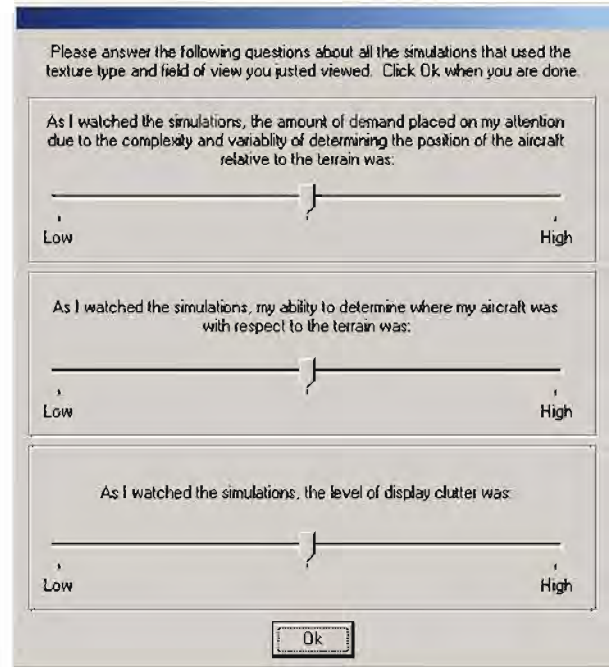 Please answer the following questions about all the simulations that used the
texture type and field of view you justed viewed. Click Ok when you are done.
As I watched the simulations, the amount of demand placed on my attention
due to the complexity and variablity of determining the position of the aircraft
relative to the terrain was:
Low High
As I watched the simulations, my ability to determine where my aircraft was
with respect to the terrain was:
Low High
As I watched the simulations, the level of display clutter was:
Low High
Ok